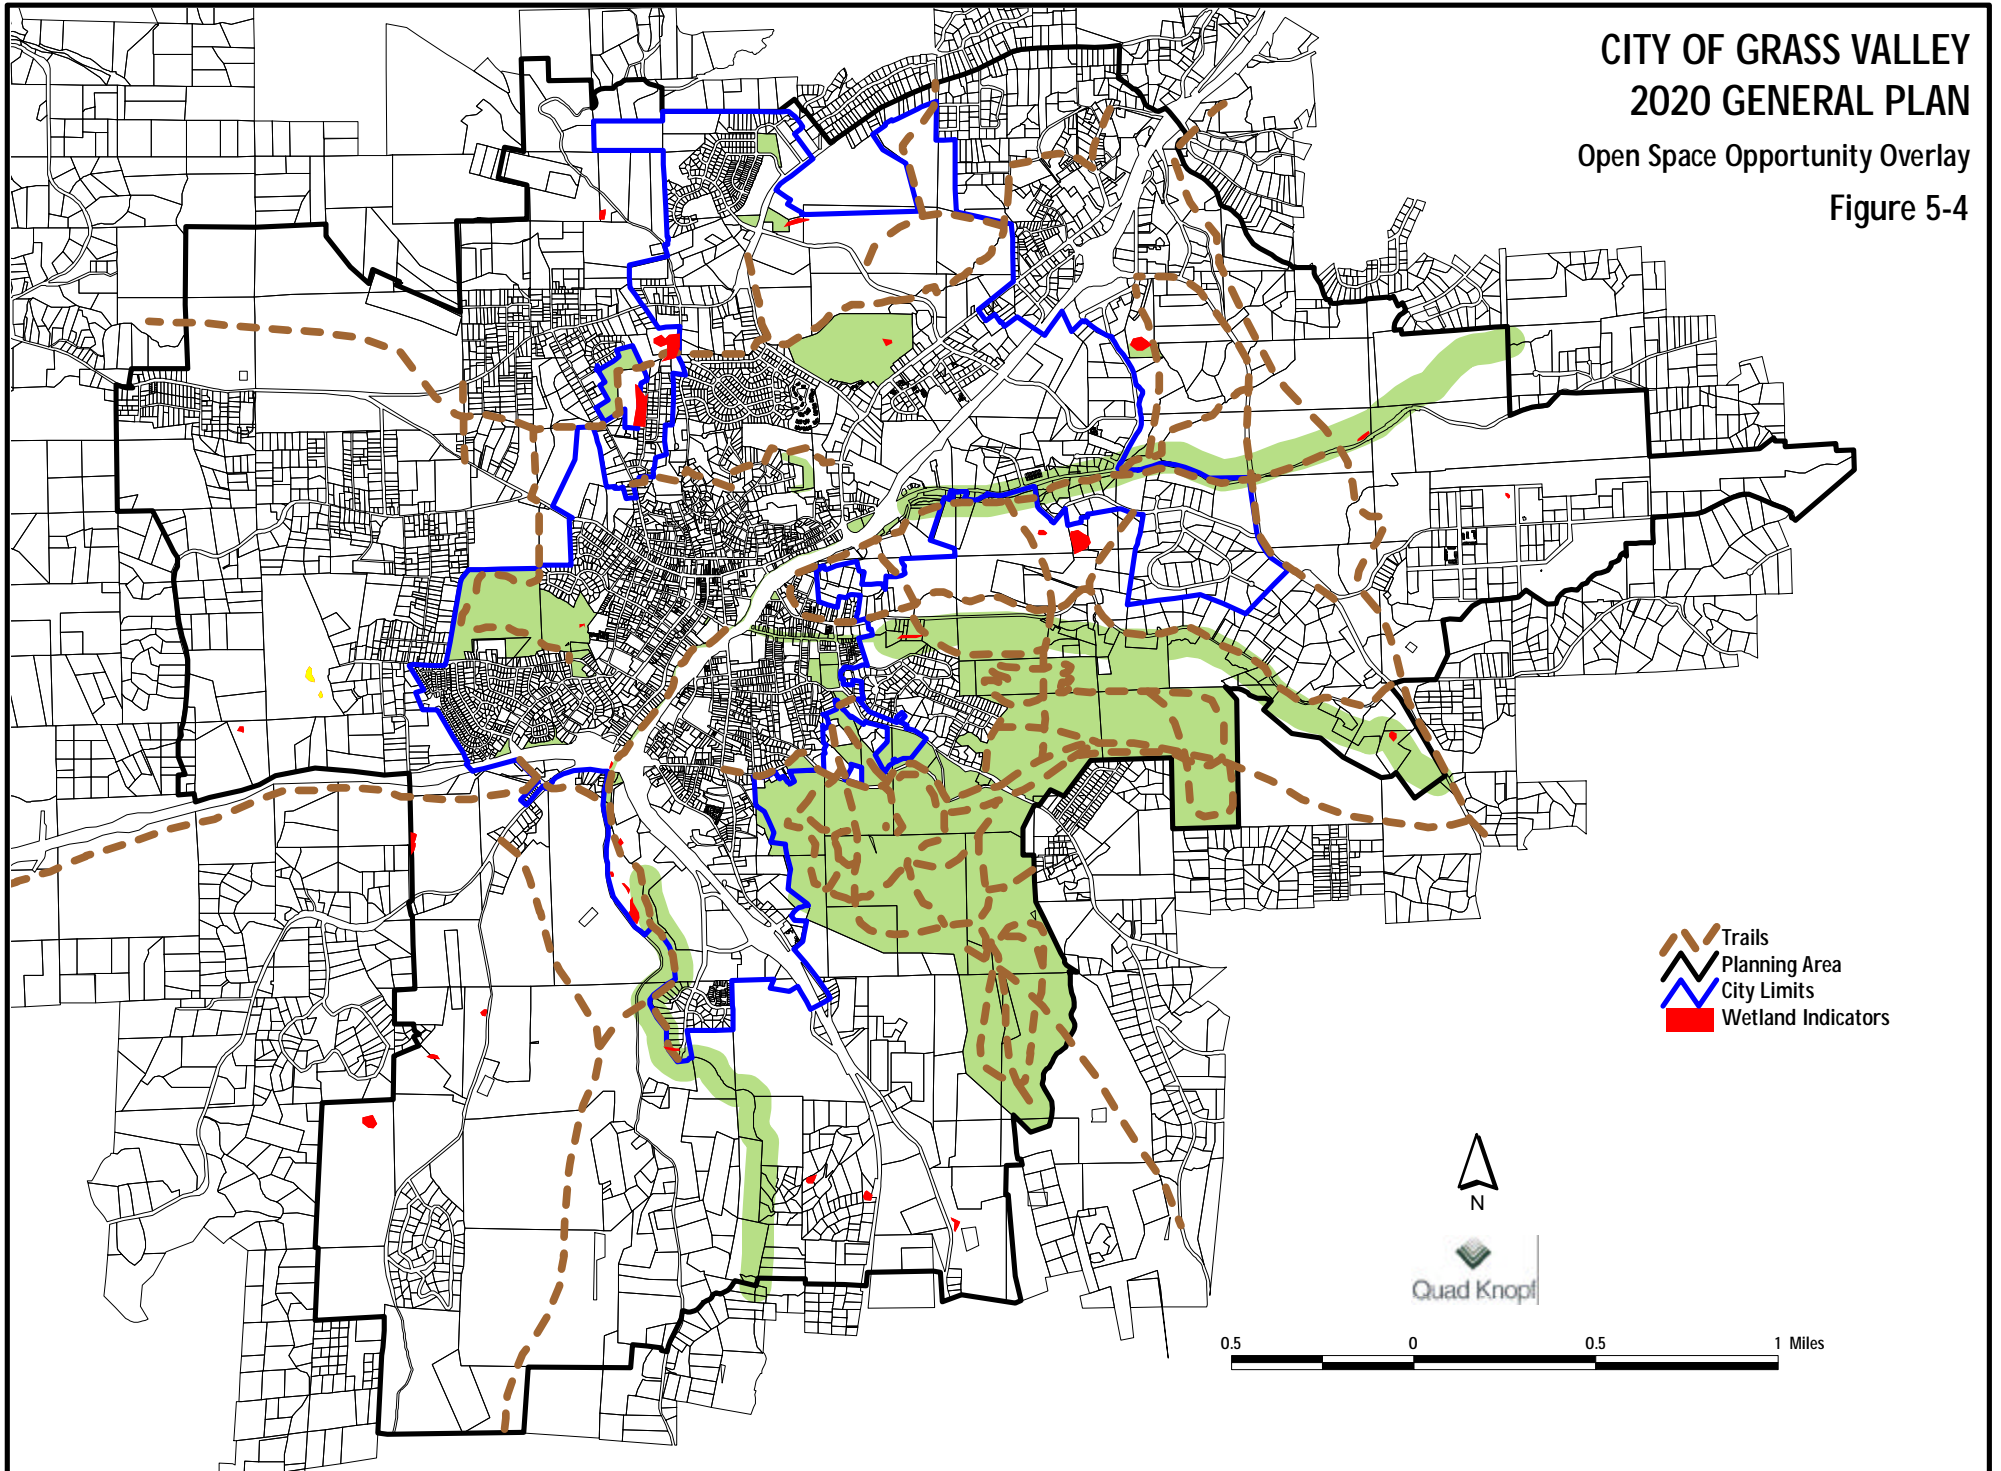 CITY OF GRASS VALLEY
2020 GENERAL PLAN
Open Space Opportunity Overlay
Figure 5-4
Trails
Planning Area
City Limits
Wetland Indicators
N
Quad Knopf
0.5 0 0.5 1 Miles